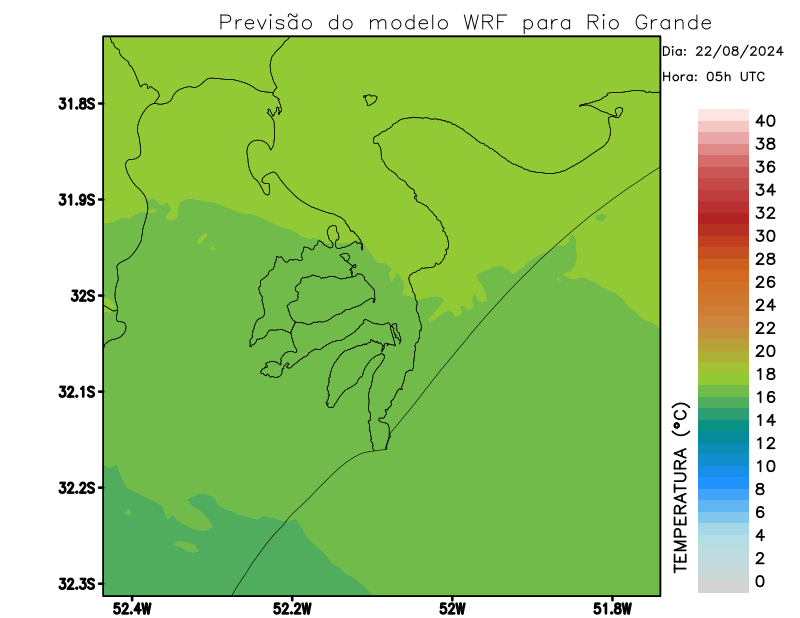 Previsão do modelo WRF para Rio Grande
Dia: 22/08/2024
Hora: 05h UTC
31.8S
31.9S
32S
32.1S
32.2S
32.3S
52.4W
52.2W
52W
51.8W
40
38
36
34
32
30
28
26
24
22
20
18
16
14
12
10
8
6
4
2
0
TEMPERATURA (°C)